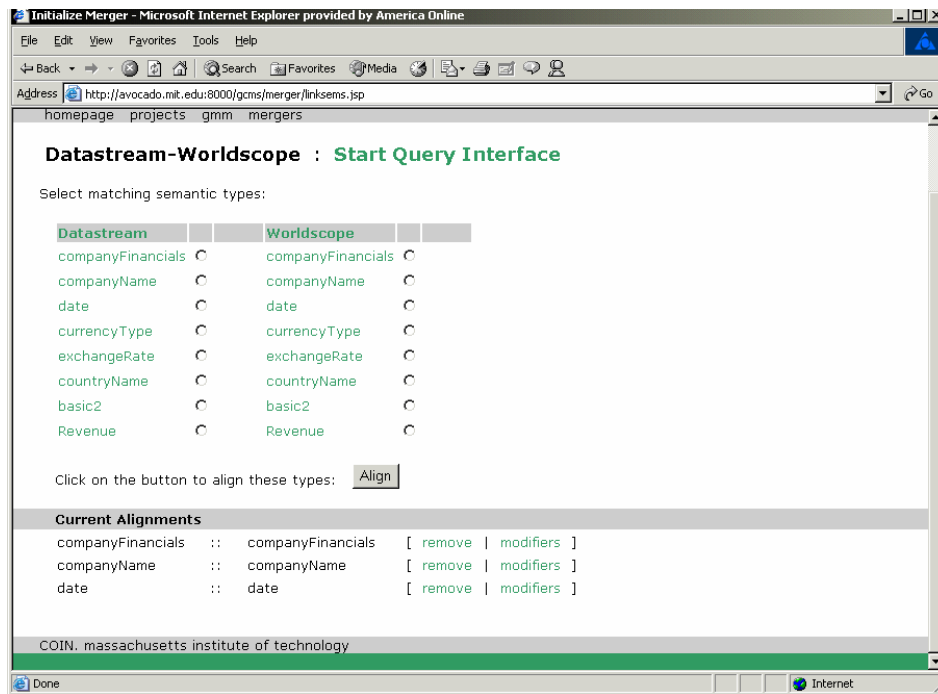 Initialize Merger - Microsoft Internet Explorer provided by America Online
File Edit View Favorites Tools Help
Back Search Favorites Media
Address http://avocado.mit.edu:8000/gcms/merger/linksems.jsp Go
homepage projects gmm mergers
Datastream-Worldscope : Start Query Interface
Select matching semantic types:
Datastream Worldscope
companyFinancials companyFinancials
companyName companyName
date date
currencyType currencyType
exchangeRate exchangeRate
countryName countryName
basic2 basic2
Revenue Revenue
Click on the button to align these types: Align
Current Alignments
companyFinancials :: companyFinancials [ remove | modifiers ]
companyName :: companyName [ remove | modifiers ]
date :: date [ remove | modifiers ]
COIN. massachusetts institute of technology
Done Internet